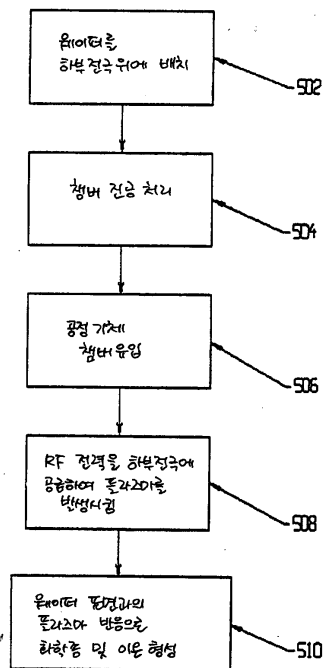 웨이퍼를
하부전극위에 배치
502
챔버 진공 처리
504
공정 기체
챔버유입
506
RF 전력을 하부전극에
공급하여 플라즈마를
발생시킴
508
웨이퍼 표면과의
플라즈마 반응으로
화학종 및 이온 형성
510